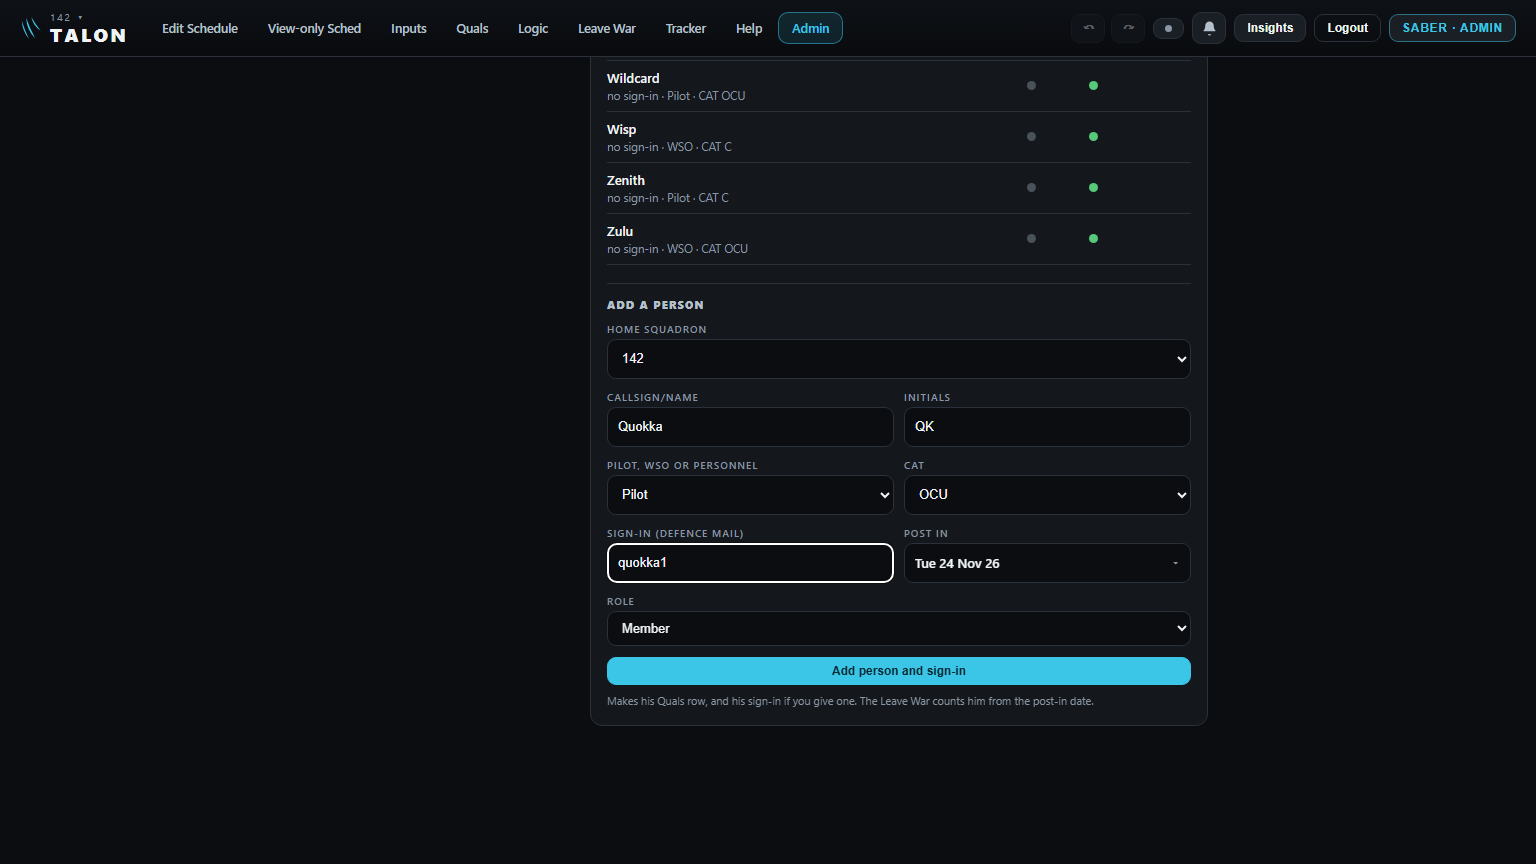 142 ▾
TALON
Edit Schedule
View-only Sched
Inputs
Quals
Logic
Leave War
Tracker
Help
Admin
Insights
Logout
SABER · ADMIN
Wildcard
no sign-in · Pilot · CAT OCU
Wisp
no sign-in · WSO · CAT C
Zenith
no sign-in · Pilot · CAT C
Zulu
no sign-in · WSO · CAT OCU
ADD A PERSON
HOME SQUADRON
142
CALLSIGN/NAME
INITIALS
Quokka
QK
PILOT, WSO OR PERSONNEL
CAT
Pilot
OCU
SIGN-IN (DEFENCE MAIL)
POST IN
quokka1
Tue 24 Nov 26
ROLE
Member
Add person and sign-in
Makes his Quals row, and his sign-in if you give one. The Leave War counts him from the post-in date.